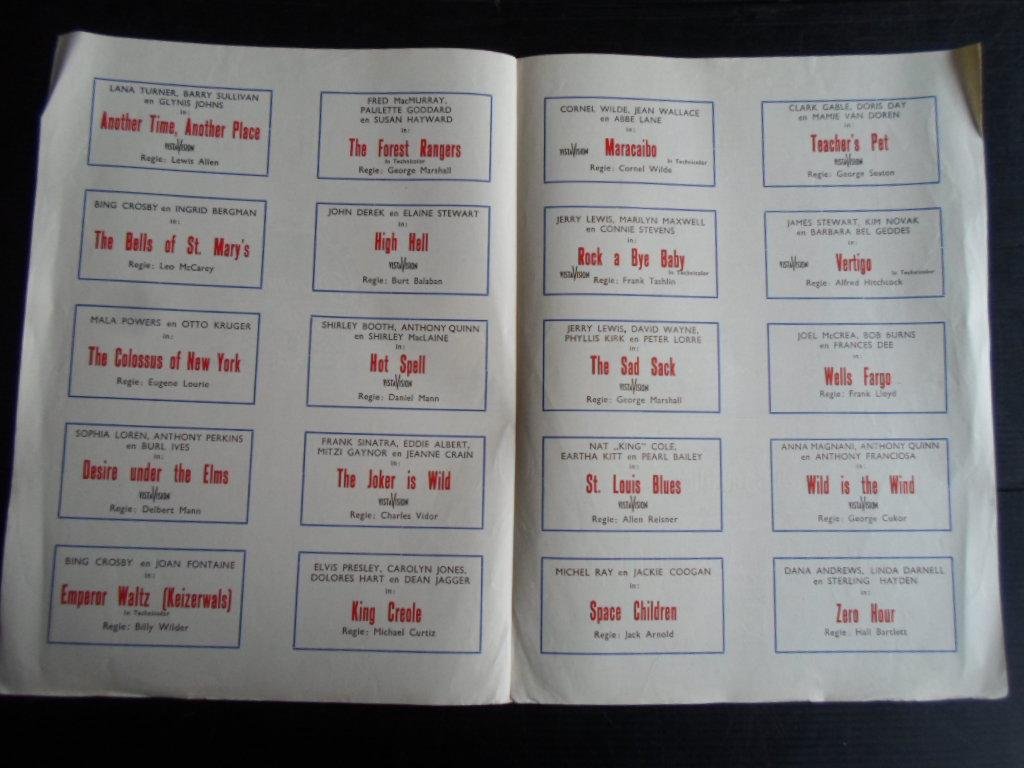 LANA TURNER, BARRY SULLIVAN
en GLYNIS JOHNS
in:
Another Time, Another Place
VISTAVISION
Regie: Lewis Allen
BING CROSBY en INGRID BERGMAN
in:
The Bells of St. Mary's
Regie: Leo McCarey
MALA POWERS en OTTO KRUGER
in:
The Colossus of New York
Regie: Eugene Lourie
SOPHIA LOREN, ANTHONY PERKINS
en BURL IVES
in:
Desire under the Elms
VISTAVISION
Regie: Delbert Mann
BING CROSBY en JOAN FONTAINE
in:
Emperor Waltz (Keizerwals)
In Technicolor
Regie: Billy Wilder
FRED MacMURRAY,
PAULETTE GODDARD
en SUSAN HAYWARD
in:
The Forest Rangers
In Technicolor
Regie: George Marshall
JOHN DEREK en ELAINE STEWART
in:
High Hell
VISTAVISION
Regie: Burt Balaban
SHIRLEY BOOTH, ANTHONY QUINN
en SHIRLEY MacLAINE
in:
Hot Spell
VISTAVISION
Regie: Daniel Mann
FRANK SINATRA, EDDIE ALBERT,
MITZI GAYNOR en JEANNE CRAIN
in:
The Joker is Wild
VISTAVISION
Regie: Charles Vidor
ELVIS PRESLEY, CAROLYN JONES,
DOLORES HART en DEAN JAGGER
in:
King Creole
Regie: Michael Curtiz
CORNEL WILDE, JEAN WALLACE
en ABBE LANE
in:
VISTAVISION Maracaibo In Technicolor
Regie: Cornel Wilde
JERRY LEWIS, MARILYN MAXWELL
en CONNIE STEVENS
in:
Rock a Bye Baby
VISTAVISION In Technicolor
Regie: Frank Tashlin
JERRY LEWIS, DAVID WAYNE,
PHYLLIS KIRK en PETER LORRE
in:
The Sad Sack
VISTAVISION
Regie: George Marshall
NAT „KING" COLE,
EARTHA KITT en PEARL BAILEY
in:
St. Louis Blues
VISTAVISION
Regie: Allen Reisner
MICHEL RAY en JACKIE COOGAN
in:
Space Children
Regie: Jack Arnold
CLARK GABLE, DORIS DAY
en MAMIE VAN DOREN
in:
Teacher's Pet
VISTAVISION
Regie: George Seaton
JAMES STEWART, KIM NOVAK
en BARBARA BEL GEDDES
in:
VISTAVISION Vertigo In Technicolor
Regie: Alfred Hitchcock
JOEL McCREA, BOB BURNS
en FRANCES DEE
in:
Wells Fargo
Regie: Frank Lloyd
ANNA MAGNANI, ANTHONY QUINN
en ANTHONY FRANCIOSA
in:
Wild is the Wind
VISTAVISION
Regie: George Cukor
DANA ANDREWS, LINDA DARNELL
en STERLING HAYDEN
in:
Zero Hour
Regie: Hall Bartlett